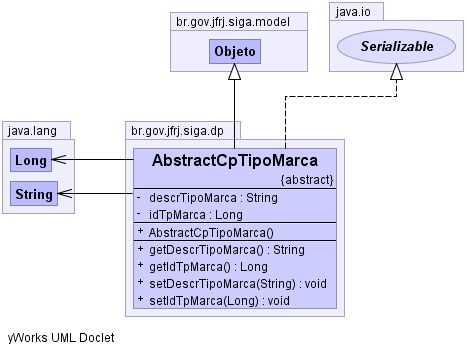 br.gov.jfrj.siga.model
java.io
Objeto
Serializable
java.lang
br.gov.jfrj.siga.dp
Long
String
AbstractCpTipoMarca
{abstract}
- descrTipoMarca : String
- idTpMarca : Long
+ AbstractCpTipoMarca()
+ getDescrTipoMarca() : String
+ getIdTpMarca() : Long
+ setDescrTipoMarca(String) : void
+ setIdTpMarca(Long) : void
yWorks UML Doclet